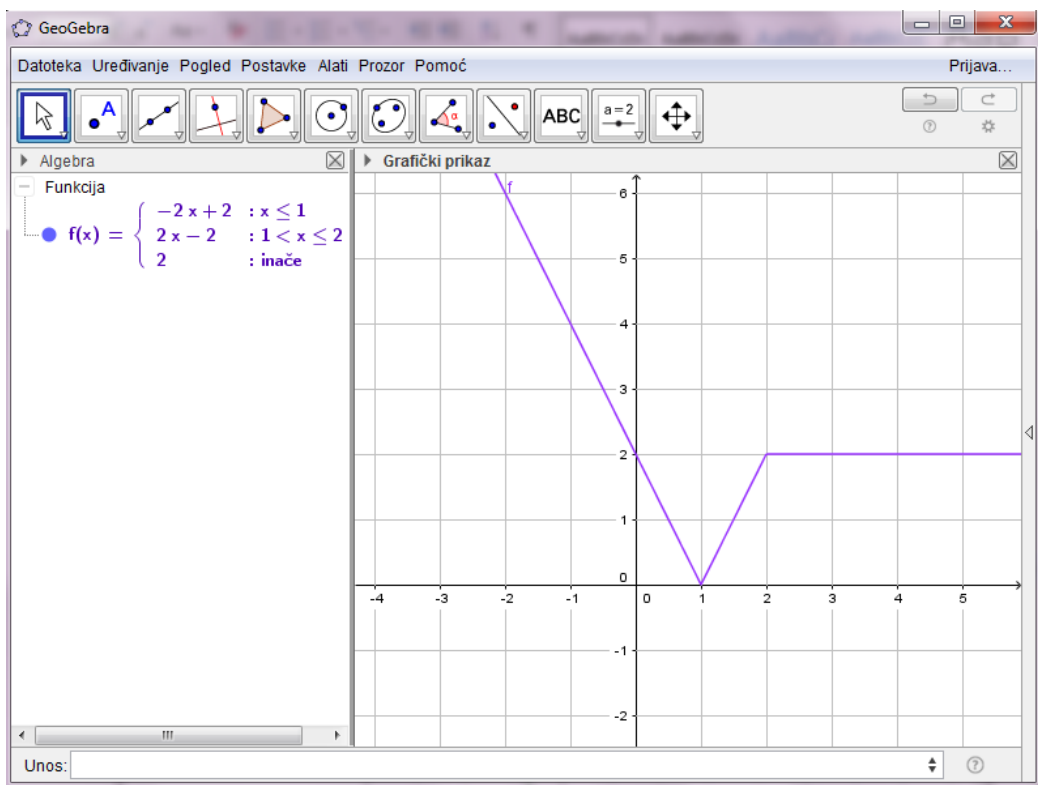 GeoGebra
Datoteka Uređivanje Pogled Postavke Alati Prozor Pomoć Prijava...
A α ABC a=2
Algebra
Grafički prikaz
Funkcija
f(x) = { −2 x + 2 : x ≤ 1
2 x − 2 : 1 < x ≤ 2
2 : inače
f
6
5
4
3
2
1
0
-4 -3 -2 -1 0 1 2 3 4 5
-1
-2
Unos: